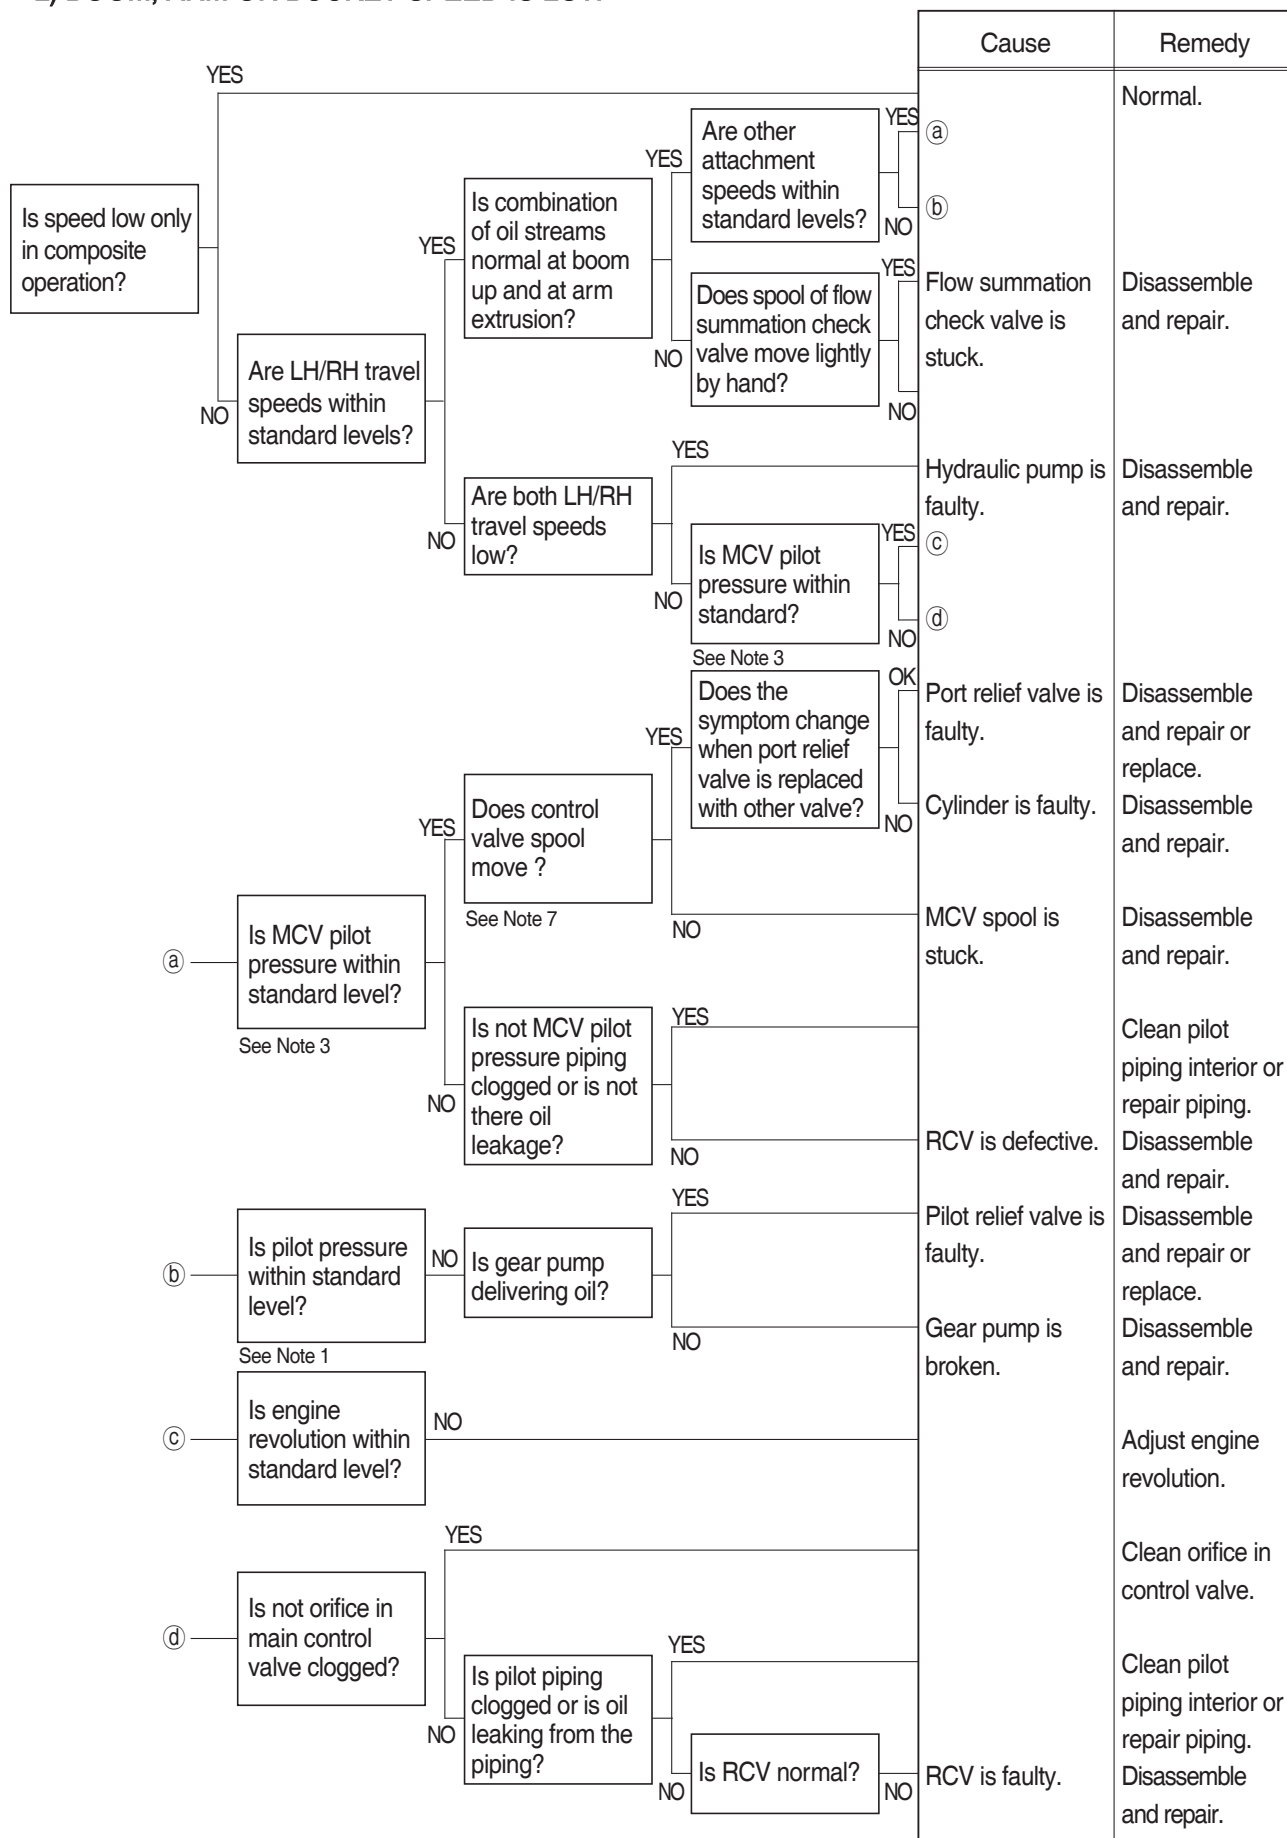 Cause
Remedy
YES
Normal.
Is speed low only
in composite
operation?
NO
Are LH/RH travel
speeds within
standard levels?
YES
Is combination
of oil streams
normal at boom
up and at arm
extrusion?
YES
Are other
attachment
speeds within
standard levels?
YES
ⓐ
NO
ⓑ
NO
Does spool of flow
summation check
valve move lightly
by hand?
YES
NO
Flow summation
check valve is
stuck.
Disassemble
and repair.
NO
Are both LH/RH
travel speeds
low?
YES
Hydraulic pump is
faulty.
Disassemble
and repair.
NO
Is MCV pilot
pressure within
standard?
See Note 3
YES
ⓒ
NO
ⓓ
ⓐ
Is MCV pilot
pressure within
standard level?
See Note 3
YES
Does control
valve spool
move ?
See Note 7
YES
Does the
symptom change
when port relief
valve is replaced
with other valve?
OK
Port relief valve is
faulty.
Disassemble
and repair or
replace.
NO
Cylinder is faulty.
Disassemble
and repair.
NO
MCV spool is
stuck.
Disassemble
and repair.
NO
Is not MCV pilot
pressure piping
clogged or is not
there oil
leakage?
YES
Clean pilot
piping interior or
repair piping.
NO
RCV is defective.
Disassemble
and repair.
ⓑ
Is pilot pressure
within standard
level?
See Note 1
NO
Is gear pump
delivering oil?
YES
Pilot relief valve is
faulty.
Disassemble
and repair or
replace.
NO
Gear pump is
broken.
Disassemble
and repair.
ⓒ
Is engine
revolution within
standard level?
NO
Adjust engine
revolution.
ⓓ
Is not orifice in
main control
valve clogged?
YES
Clean orifice in
control valve.
NO
Is pilot piping
clogged or is oil
leaking from the
piping?
YES
Clean pilot
piping interior or
repair piping.
NO
Is RCV normal?
NO
RCV is faulty.
Disassemble
and repair.